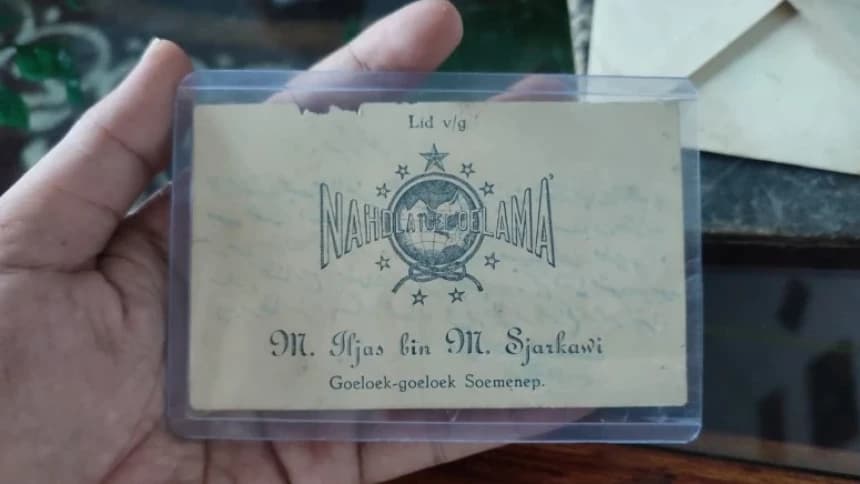 Lid v/g
NAHDLATOEL OELAMA'
M. Iljas bin M. Sjarkawi
Goeloek-goeloek Soemenep.